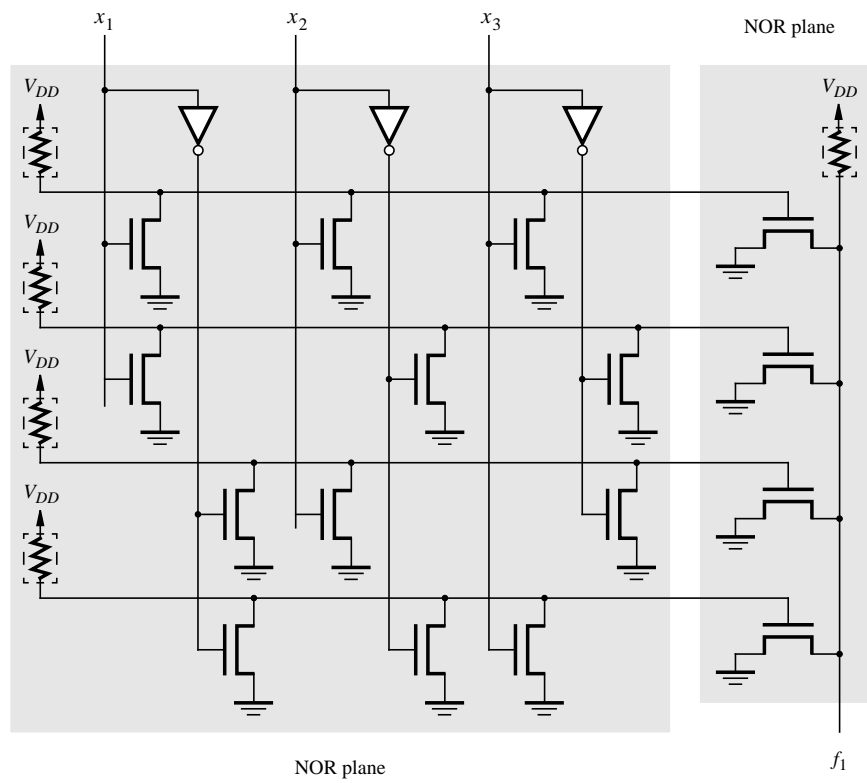 x1 x2 x3
NOR plane
VDD VDD
VDD
VDD
VDD
NOR plane
f1